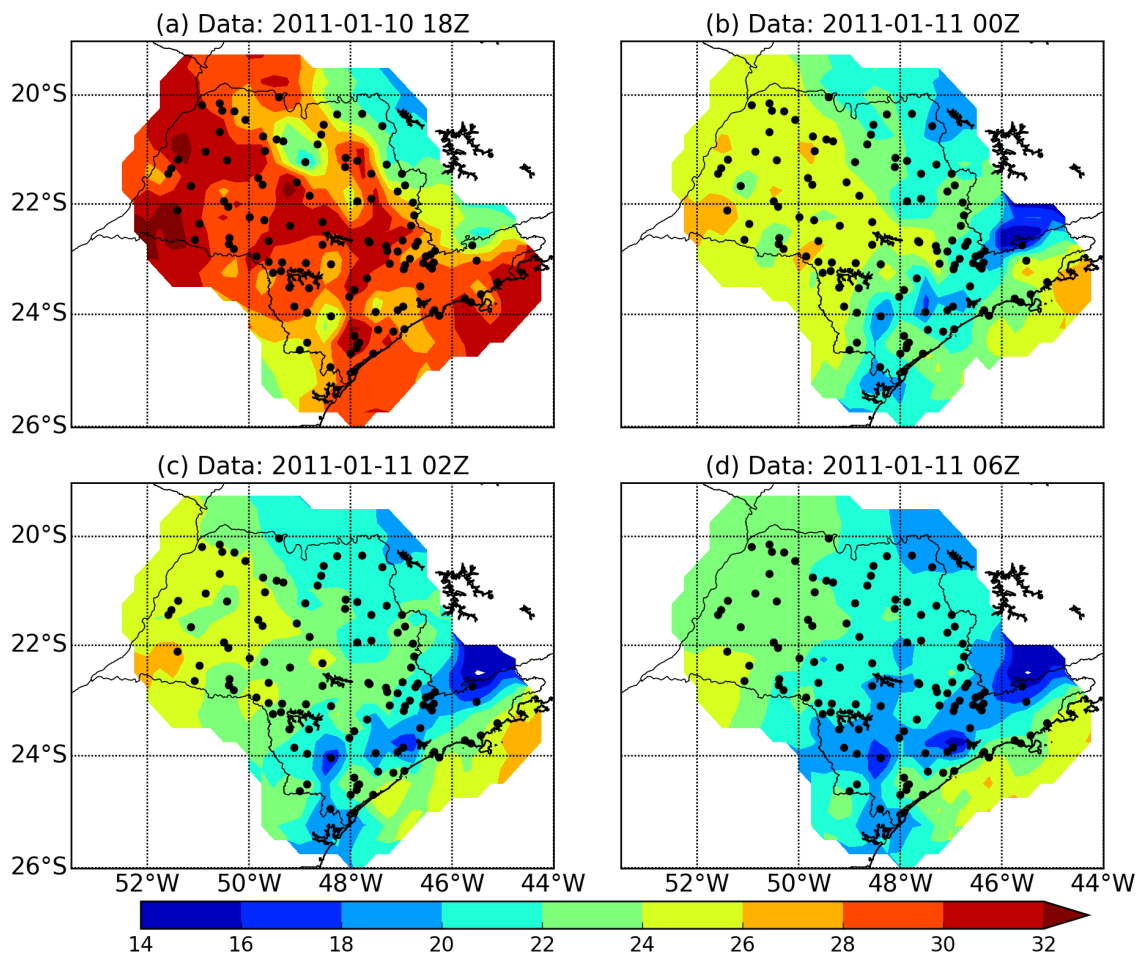 (a) Data: 2011-01-10 18Z
(b) Data: 2011-01-11 00Z
20°S
22°S
24°S
26°S
(c) Data: 2011-01-11 02Z
(d) Data: 2011-01-11 06Z
20°S
22°S
24°S
26°S
52°W 50°W 48°W 46°W 44°W
52°W 50°W 48°W 46°W 44°W
14 16 18 20 22 24 26 28 30 32